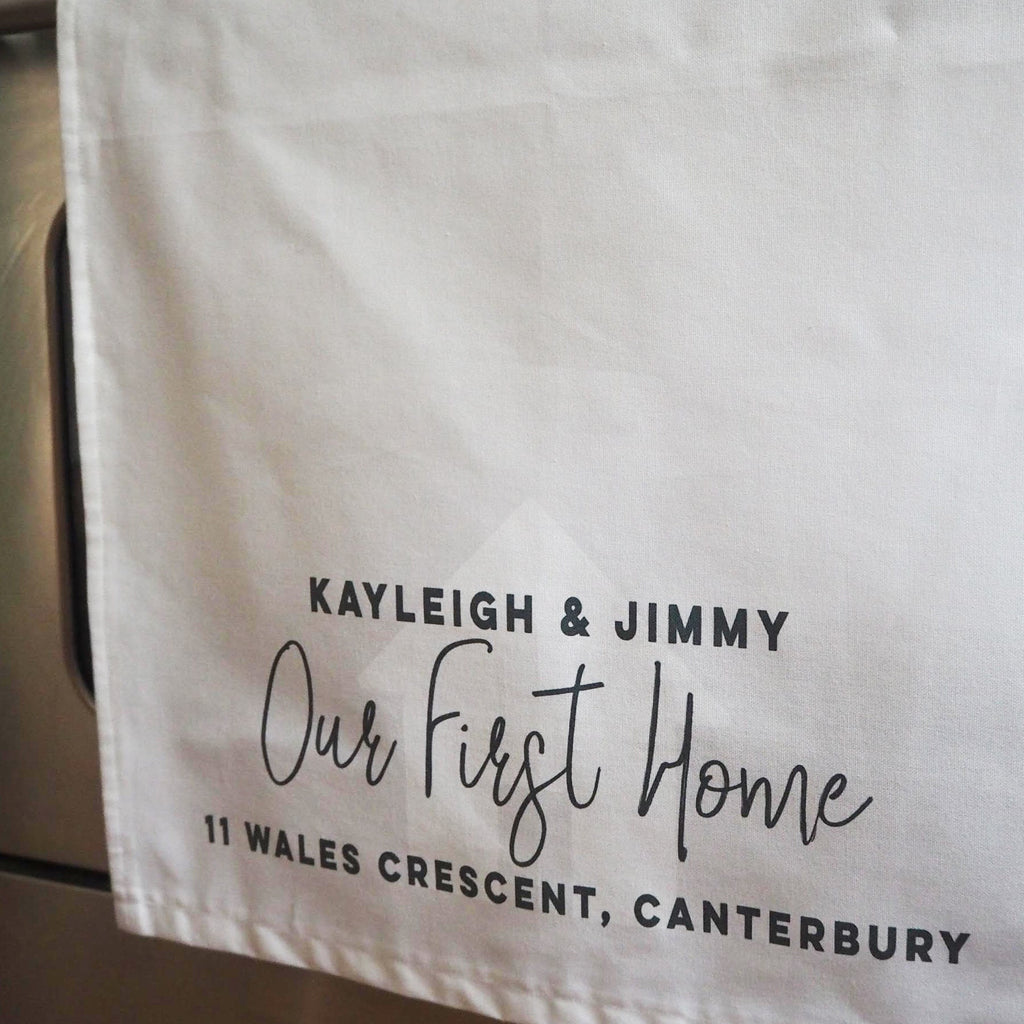 KAYLEIGH & JIMMY
Our First Home
11 WALES CRESCENT, CANTERBURY